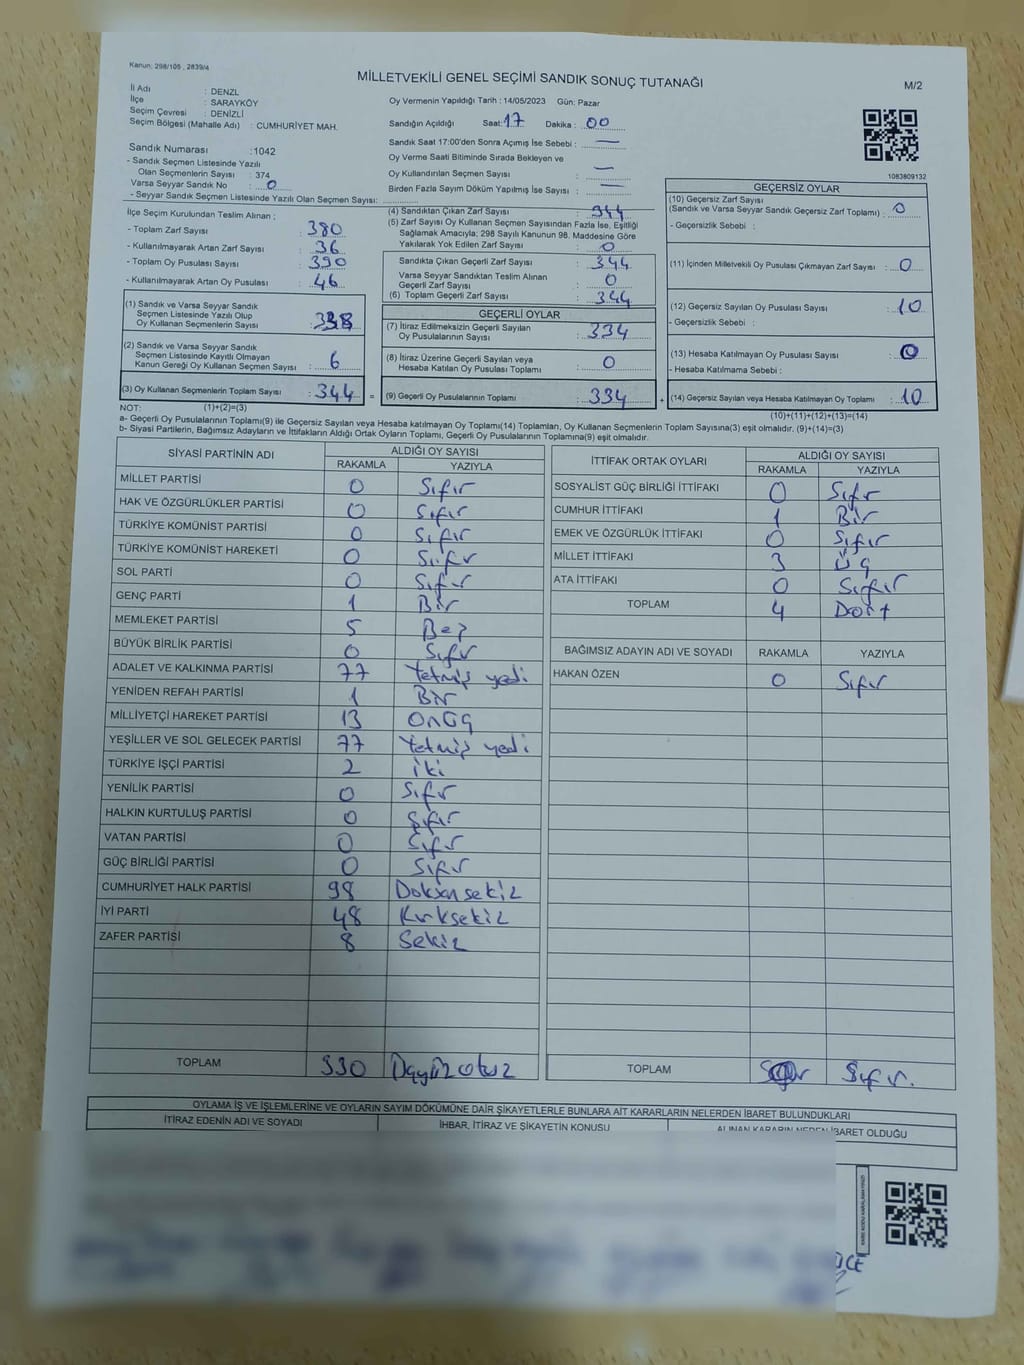 Kanun: 298/105 , 2839/4
MİLLETVEKİLİ GENEL SEÇİMİ SANDIK SONUÇ TUTANAĞI
M/2
İl Adı : DENZL
İlçe : SARAYKÖY
Seçim Çevresi : DENİZLİ
Seçim Bölgesi (Mahalle Adı) : CUMHURİYET MAH.
Sandık Numarası :1042
- Sandık Seçmen Listesinde Yazılı
Olan Seçmenlerin Sayısı : 374
Varsa Seyyar Sandık No : 0
- Seyyar Sandık Seçmen Listesinde Yazılı Olan Seçmen Sayısı:
Oy Vermenin Yapıldığı Tarih : 14/05/2023 Gün: Pazar
Sandığın Açıldığı Saat: 17 Dakika : 00
Sandık Saat 17:00'den Sonra Açımış İse Sebebi : —
Oy Verme Saati Bitiminde Sırada Bekleyen ve
Oy Kullandırılan Seçmen Sayısı : —
Birden Fazla Sayım Döküm Yapılmış İse Sayısı : —
1083809132
İlçe Seçim Kurulundan Teslim Alınan ;
- Toplam Zarf Sayısı : 380
- Kullanılmayarak Artan Zarf Sayısı : 36
- Toplam Oy Pusulası Sayısı : 390
- Kullanılmayarak Artan Oy Pusulası : 46
(1) Sandık ve Varsa Seyyar Sandık
Seçmen Listesinde Yazılı Olup
Oy Kullanan Seçmenlerin Sayısı : 338
(2) Sandık ve Varsa Seyyar Sandık
Seçmen Listesinde Kayıtlı Olmayan
Kanun Gereği Oy Kullanan Seçmen Sayısı : 6
(3) Oy Kullanan Seçmenlerin Toplam Sayısı : 344 =
(4) Sandıktan Çıkan Zarf Sayısı : 344
(5) Zarf Sayısı Oy Kullanan Seçmen Sayısından Fazla İse, Eşitliği
Sağlamak Amacıyla; 298 Sayılı Kanunun 98. Maddesine Göre
Yakılarak Yok Edilen Zarf Sayısı : 0
Sandıkta Çıkan Geçerli Zarf Sayısı : 344
Varsa Seyyar Sandıktan Teslim Alınan
Geçerli Zarf Sayısı : 0
(6) Toplam Geçerli Zarf Sayısı : 344
GEÇERLİ OYLAR
(7) İtiraz Edilmeksizin Geçerli Sayılan
Oy Pusulalarının Sayısı : 334
(8) İtiraz Üzerine Geçerli Sayılan veya
Hesaba Katılan Oy Pusulası Toplamı : 0
(9) Geçerli Oy Pusulalarının Toplamı : 334 +
GEÇERSİZ OYLAR
(10) Geçersiz Zarf Sayısı
(Sandık ve Varsa Seyyar Sandık Geçersiz Zarf Toplamı) : 0
- Geçersizlik Sebebi :
(11) İçinden Milletvekili Oy Pusulası Çıkmayan Zarf Sayısı : 0
(12) Geçersiz Sayılan Oy Pusulası Sayısı : 10
- Geçersizlik Sebebi :
(13) Hesaba Katılmayan Oy Pusulası Sayısı : 0
- Hesaba Katılmama Sebebi :
(14) Geçersiz Sayılan veya Hesaba Katılmayan Oy Toplamı : 10
NOT: (1)+(2)=(3)
(10)+(11)+(12)+(13)=(14)
a- Geçerli Oy Pusulaları Toplamı(9) ile Geçersiz Sayılan veya Hesaba katılmayan Oy Toplamı(14) Toplamları, Oy Kullanan Seçmenlerin Toplam Sayısına(3) eşit olmalıdır. (9)+(14)=(3)
b- Siyasi Partilerin, Bağımsız Adayların ve İttifakların Aldığı Ortak Oyların Toplamı, Geçerli Oy Pusulalarının Toplamına(9) eşit olmalıdır.
SİYASİ PARTİNİN ADI ALDIĞI OY SAYISI
RAKAMLA YAZIYLA
MİLLET PARTİSİ 0 Sıfır
HAK VE ÖZGÜRLÜKLER PARTİSİ 0 Sıfır
TÜRKİYE KOMÜNİST PARTİSİ 0 Sıfır
TÜRKİYE KOMÜNİST HAREKETİ 0 Sıfır
SOL PARTİ 0 Sıfır
GENÇ PARTİ 1 Bir
MEMLEKET PARTİSİ 5 Beş
BÜYÜK BİRLİK PARTİSİ 0 Sıfır
ADALET VE KALKINMA PARTİSİ 77 Yetmiş yedi
YENİDEN REFAH PARTİSİ 1 Bir
MİLLİYETÇİ HAREKET PARTİSİ 13 Onüç
YEŞİLLER VE SOL GELECEK PARTİSİ 77 Yetmiş yedi
TÜRKİYE İŞÇİ PARTİSİ 2 iki
YENİLİK PARTİSİ 0 Sıfır
HALKIN KURTULUŞ PARTİSİ 0 Sıfır
VATAN PARTİSİ 0 Sıfır
GÜÇ BİRLİĞİ PARTİSİ 0 Sıfır
CUMHURİYET HALK PARTİSİ 98 Doksan sekiz
İYİ PARTİ 48 Kırksekiz
ZAFER PARTİSİ 8 Sekiz
TOPLAM 330 Üçyüz otuz
İTTİFAK ORTAK OYLARI ALDIĞI OY SAYISI
RAKAMLA YAZIYLA
SOSYALİST GÜÇ BİRLİĞİ İTTİFAKI 0 Sıfır
CUMHUR İTTİFAKI 1 Bir
EMEK VE ÖZGÜRLÜK İTTİFAKI 0 Sıfır
MİLLET İTTİFAKI 3 Üç
ATA İTTİFAKI 0 Sıfır
TOPLAM 4 Dört
BAĞIMSIZ ADAYIN ADI VE SOYADI RAKAMLA YAZIYLA
HAKAN ÖZEN 0 Sıfır
TOPLAM Sıfır.
OYLAMA İŞ VE İŞLEMLERİNE VE OYLARIN SAYIM DÖKÜMÜNE DAİR ŞİKAYETLERLE BUNLARA AİT KARARLARIN NELERDEN İBARET BULUNDUKLARI
İTİRAZ EDENİN ADI VE SOYADI İHBAR, İTİRAZ VE ŞİKAYETİN KONUSU ALINAN KARARIN NEDEN İBARET OLDUĞU
KARE KODU KARALAMAYINIZ!